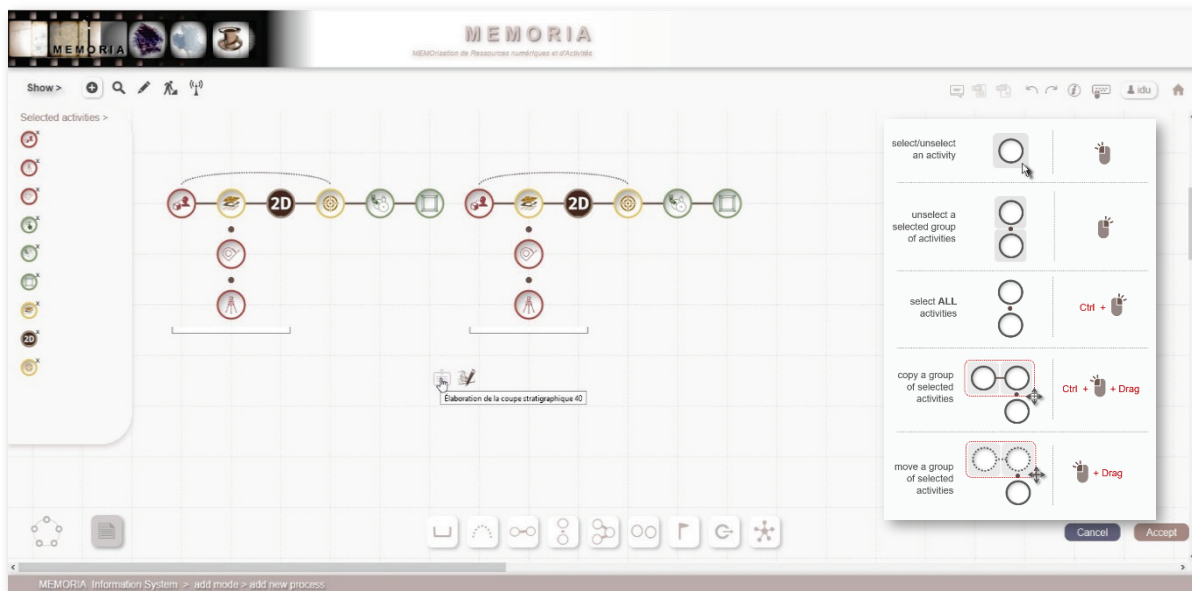 MEMORIA
MEMORIA
MEMOrisation de Ressources numériques et d'Activités
Show >
idu
Selected activities >
x
x
x
x
x
x
x
x
2D
x
2D
2D
Élaboration de la coupe stratigraphique 40
select/unselect
an activity
unselect a
selected group
of activities
select ALL
activities
Ctrl +
copy a group
of selected
activities
Ctrl + + Drag
move a group
of selected
activities
+ Drag
Cancel
Accept
MEMORIA Information System > add mode > add new process